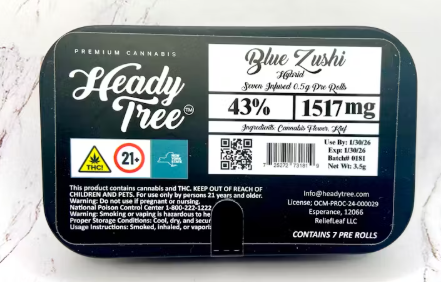 PREMIUM CANNABIS
Heady
Tree™
Blue Zushi
Hybrid
Seven Infused 0.5g Pre Rolls
43%
1517mg
Ingredients: Cannabis Flower, Kief
THC!
21+
Use By: 1/30/26
Exp: 1/30/26
Batch# 0181
Net Wt: 3.5g
This product contains cannabis and THC. KEEP OUT OF REACH OF
CHILDREN AND PETS. For use only by persons 21 years and older.
Warning: Do not use if pregnant or nursing.
National Poison Control Center 1-800-222-1222
Warning: Smoking or vaping is hazardous to he
Proper Storage Conditions: Cool, dry, and secur
Usage Instructions: Smoked, inhaled, or vapori
info@headytree.com
License: OCM-PROC-24-000029
Esperance, 12066
ReliefLeaf LLC
CONTAINS 7 PRE ROLLS